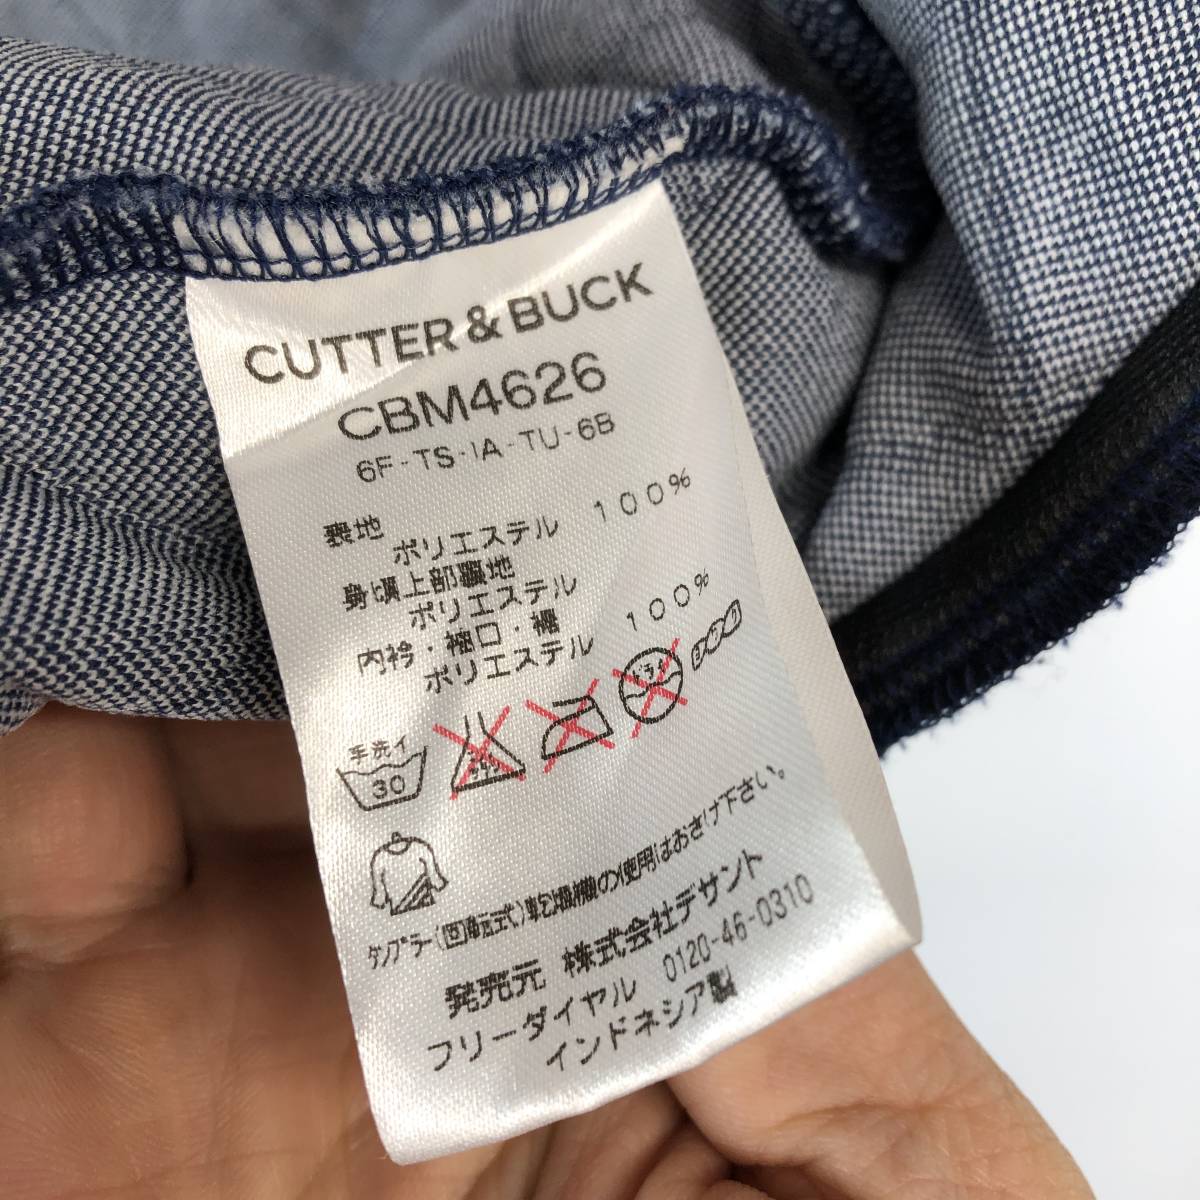 CUTTER & BUCK
CBM4626
6F-TS-IA-TU-6B
表地
ポリエステル 100%
身頃上部裏地
ポリエステル
内衿・袖口・裾
ポリエステル 100%
手洗イ
30
ドライ
タンブラー(回転式)乾燥機の使用はおさけ下さい。
発売元 株式会社デサント
フリーダイヤル 0120-46-0310
インドネシア製